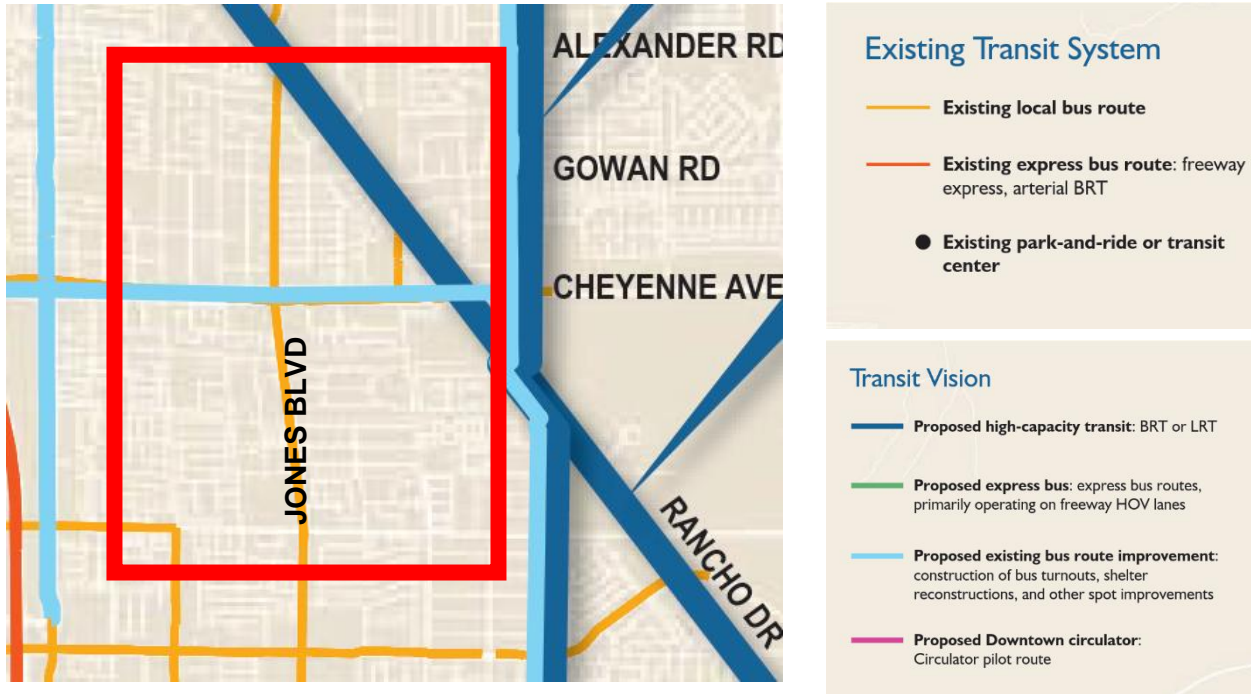 ALEXANDER RD
GOWAN RD
CHEYENNE AVE
JONES BLVD
RANCHO DR
Existing Transit System
Existing local bus route
Existing express bus route: freeway
express, arterial BRT
Existing park-and-ride or transit
center
Transit Vision
Proposed high-capacity transit: BRT or LRT
Proposed express bus: express bus routes,
primarily operating on freeway HOV lanes
Proposed existing bus route improvement:
construction of bus turnouts, shelter
reconstructions, and other spot improvements
Proposed Downtown circulator:
Circulator pilot route